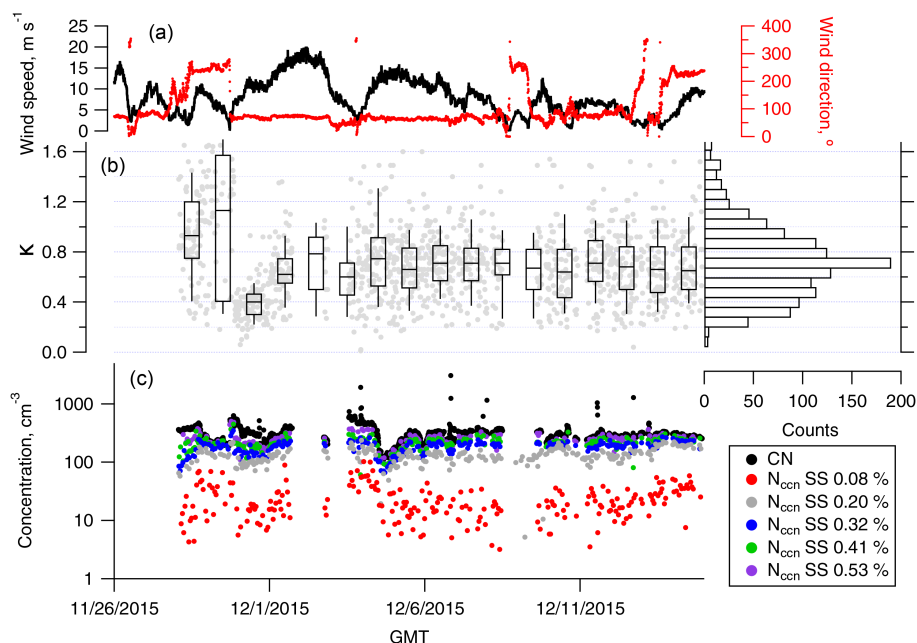 (a)
Wind speed, m s⁻¹
25
20
15
10
5
0
400
300
200
100
0
Wind direction, °
(b)
K
1.6
1.2
0.8
0.4
0.0
0
50
100
150
200
Counts
(c)
Concentration, cm⁻³
1000
100
10
1
11/26/2015
12/1/2015
12/6/2015
12/11/2015
GMT
CN
Nccn SS 0.08 %
Nccn SS 0.20 %
Nccn SS 0.32 %
Nccn SS 0.41 %
Nccn SS 0.53 %